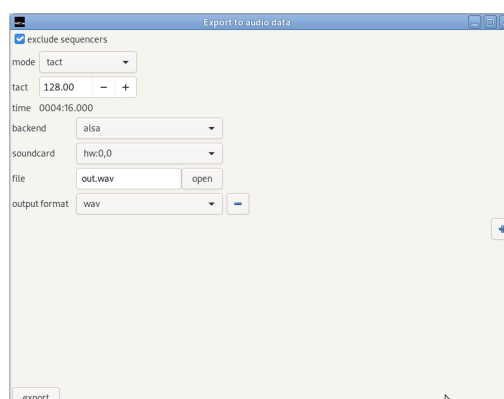 Export to audio data
exclude sequencers
mode tact
tact 128.00 − +
time 0004:16.000
backend alsa
soundcard hw:0,0
file out.wav open
output format wav
export